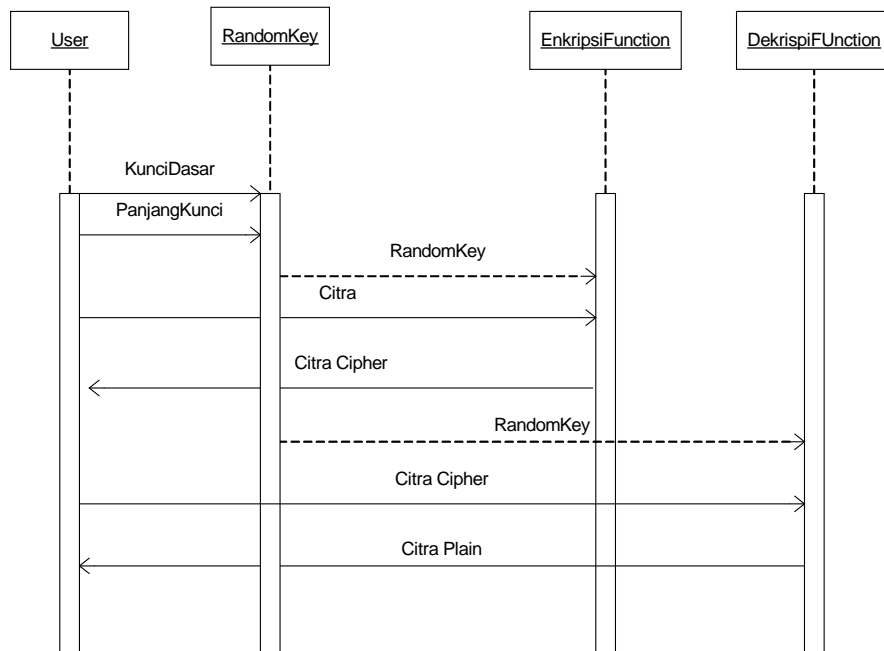 User
RandomKey
EnkripsiFunction
DekrispiFUnction
KunciDasar
PanjangKunci
RandomKey
Citra
Citra Cipher
RandomKey
Citra Cipher
Citra Plain